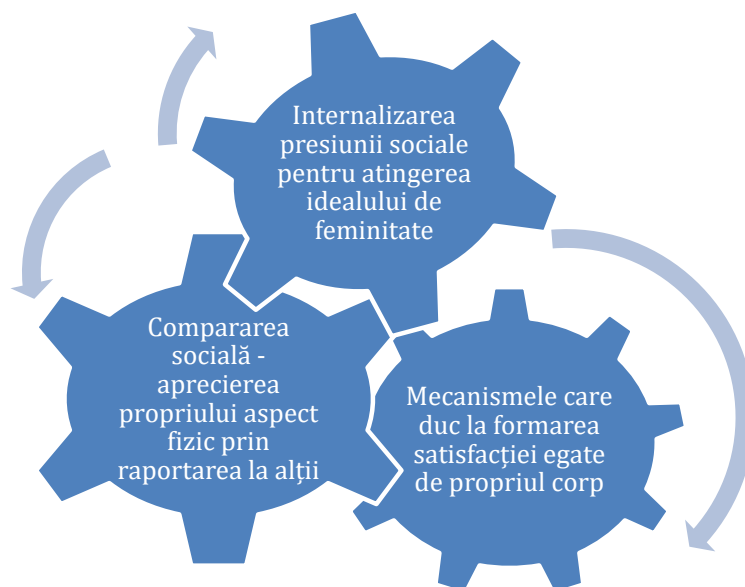 Internalizarea
presiunii sociale
pentru atingerea
idealului de
feminitate
Compararea
socială -
aprecierea
propriului aspect
fizic prin
raportarea la alții
Mecanismele care
duc la formarea
satisfacției egate
de propriul corp